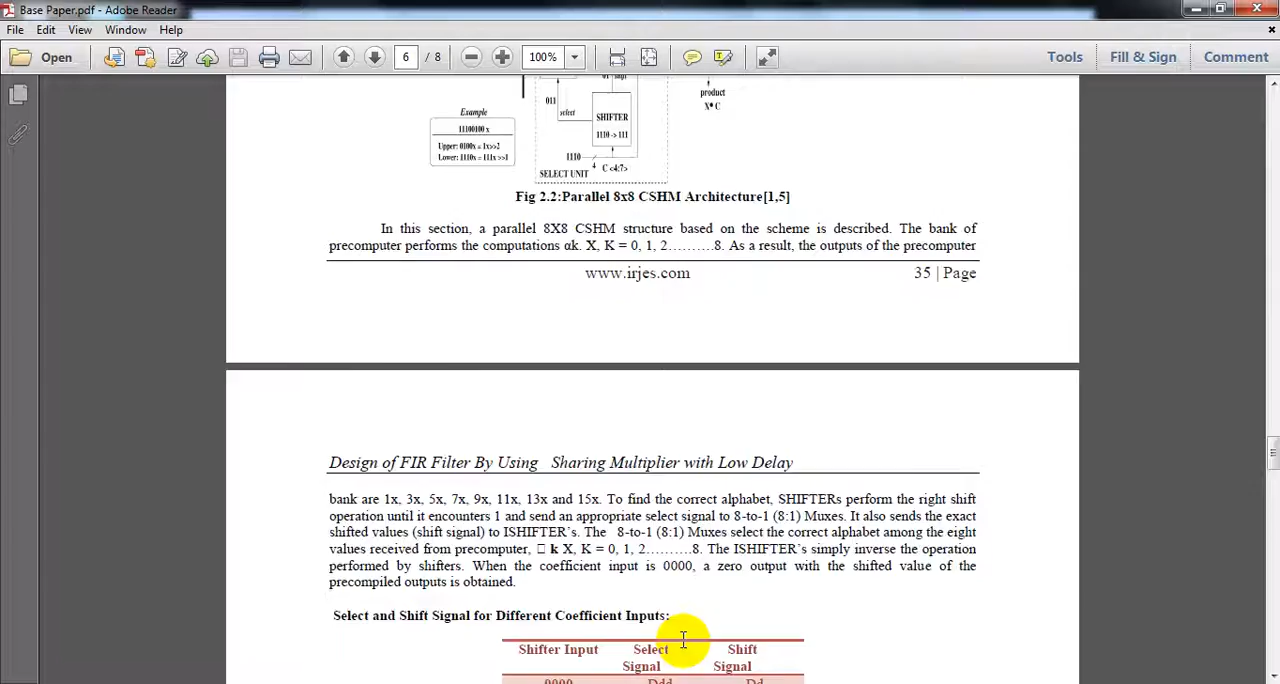 Base Paper.pdf - Adobe Reader
File Edit View Window Help
Open 6 / 8 100% Tools Fill & Sign Comment
product
X* C
011
select
SHIFTER
1110 -> 111
Example
11100100 x
Upper: 0100x = 1x>>2
Lower: 1110x = 111x >>1
1110
4
C <4:7>
SELECT UNIT
Fig 2.2:Parallel 8x8 CSHM Architecture[1,5]
In this section, a parallel 8X8 CSHM structure based on the scheme is described. The bank of
precomputer performs the computations αk. X, K = 0, 1, 2………8. As a result, the outputs of the precomputer
www.irjes.com 35 | Page
Design of FIR Filter By Using Sharing Multiplier with Low Delay
bank are 1x, 3x, 5x, 7x, 9x, 11x, 13x and 15x. To find the correct alphabet, SHIFTERs perform the right shift
operation until it encounters 1 and send an appropriate select signal to 8-to-1 (8:1) Muxes. It also sends the exact
shifted values (shift signal) to ISHIFTER's. The 8-to-1 (8:1) Muxes select the correct alphabet among the eight
values received from precomputer, □ k X, K = 0, 1, 2………8. The ISHIFTER's simply inverse the operation
performed by shifters. When the coefficient input is 0000, a zero output with the shifted value of the
precompiled outputs is obtained.
Select and Shift Signal for Different Coefficient Inputs:
Shifter Input Select Shift
Signal Signal
0000 Ddd Dd